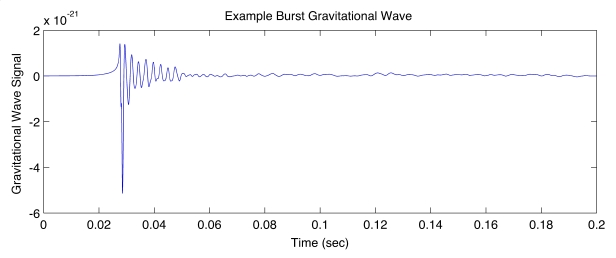 Example Burst Gravitational Wave
x 10⁻²¹
2
0
-2
-4
-6
Gravitational Wave Signal
0 0.02 0.04 0.06 0.08 0.1 0.12 0.14 0.16 0.18 0.2
Time (sec)